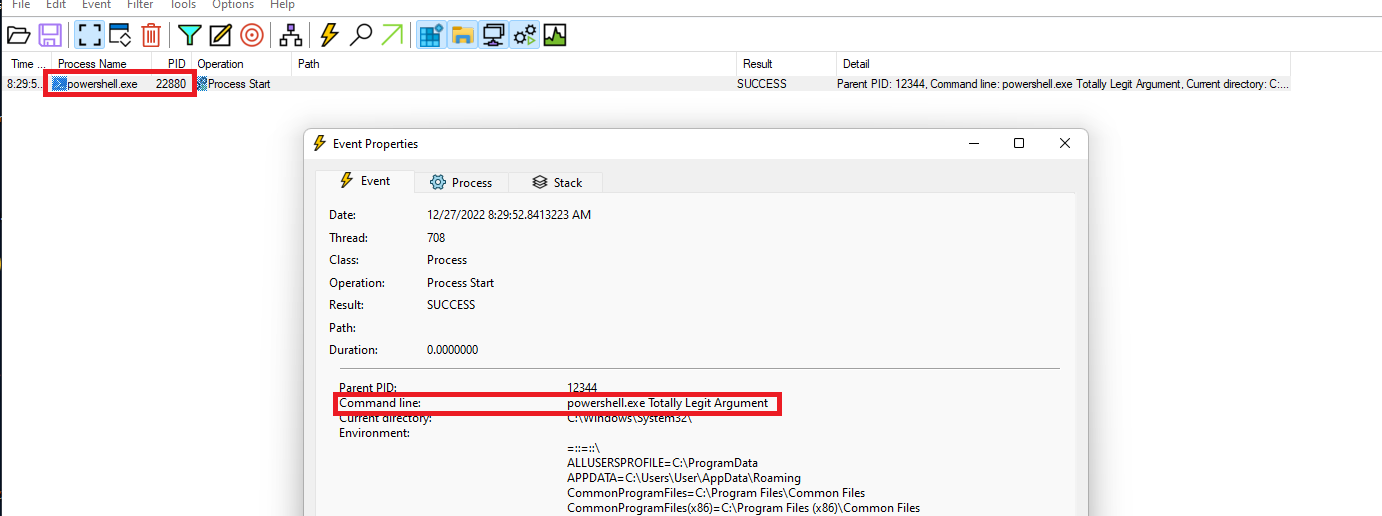 File Edit Event Filter Tools Options Help
Time ... Process Name PID Operation Path Result Detail
8:29:5... powershell.exe 22880 Process Start SUCCESS Parent PID: 12344, Command line: powershell.exe Totally Legit Argument, Current directory: C:...
Event Properties
Event Process Stack
Date: 12/27/2022 8:29:52.8413223 AM
Thread: 708
Class: Process
Operation: Process Start
Result: SUCCESS
Path:
Duration: 0.0000000
Parent PID: 12344
Command line: powershell.exe Totally Legit Argument
Current directory: C:\Windows\System32\
Environment:
=::=::\
ALLUSERSPROFILE=C:\ProgramData
APPDATA=C:\Users\User\AppData\Roaming
CommonProgramFiles=C:\Program Files\Common Files
CommonProgramFiles(x86)=C:\Program Files (x86)\Common Files